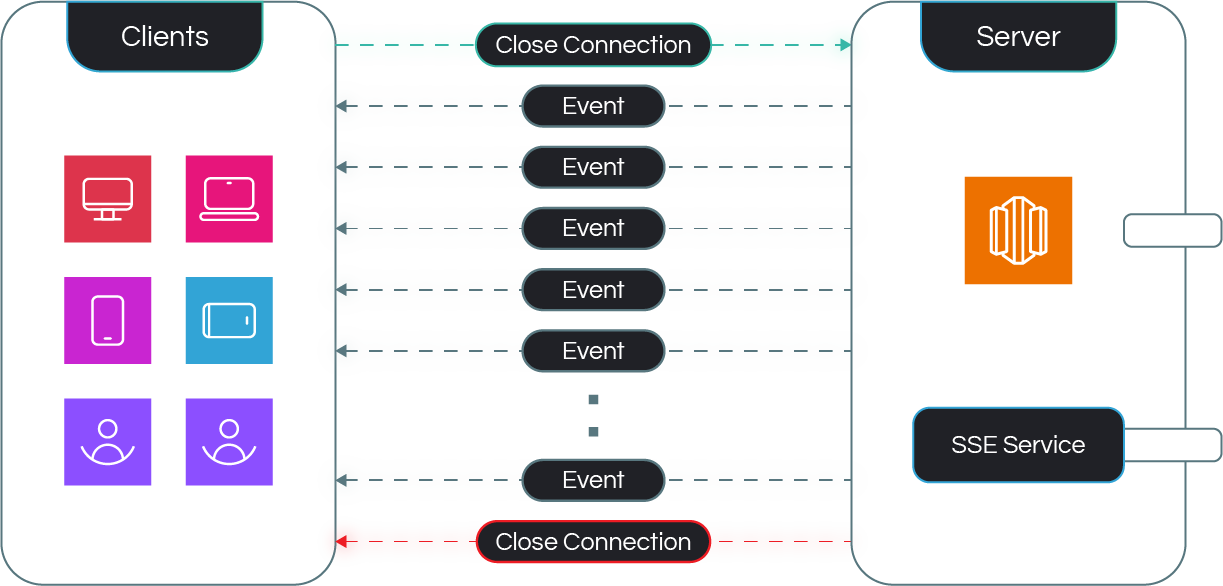 Clients
Close Connection
Server
Event
Event
Event
Event
Event
SSE Service
Event
Close Connection